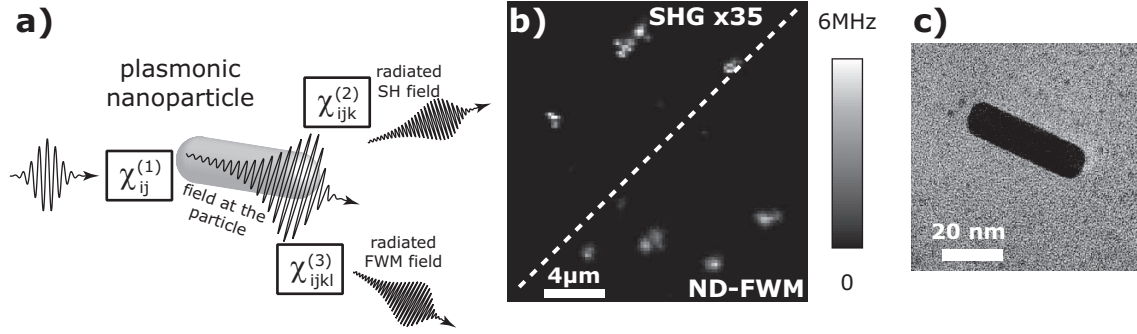 a)
plasmonic
nanoparticle
χ(1)ij
field at the
particle
χ(2)ijk
radiated
SH field
χ(3)ijkl
radiated
FWM field
b)
SHG x35
4μm
ND-FWM
6MHz
0
c)
20 nm